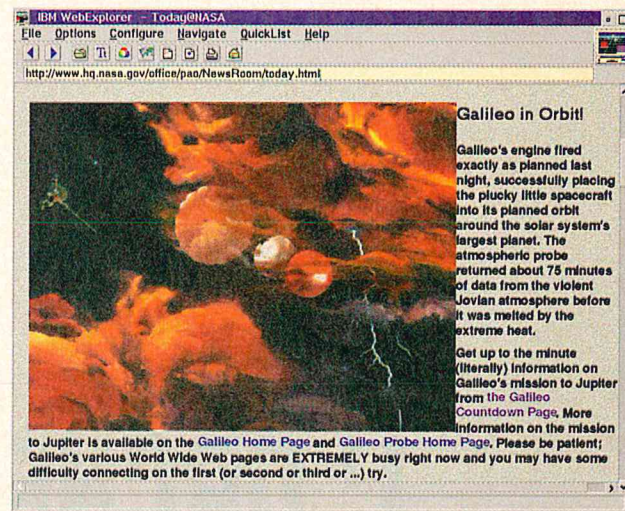 IBM WebExplorer - Today@NASA
File Options Configure Navigate QuickList Help
http://www.hq.nasa.gov/office/pao/NewsRoom/today.html
Galileo in Orbit!
Galileo's engine fired
exactly as planned last
night, successfully placing
the plucky little spacecraft
into its planned orbit
around the solar system's
largest planet. The
atmospheric probe
returned about 75 minutes
of data from the violent
Jovian atmosphere before
it was melted by the
extreme heat.
Get up to the minute
(literally) information on
Galileo's mission to Jupiter
from the Galileo
Countdown Page. More
information on the mission
to Jupiter is available on the Galileo Home Page and Galileo Probe Home Page. Please be patient;
Galileo's various World Wide Web pages are EXTREMELY busy right now and you may have some
difficulty connecting on the first (or second or third or ...) try.